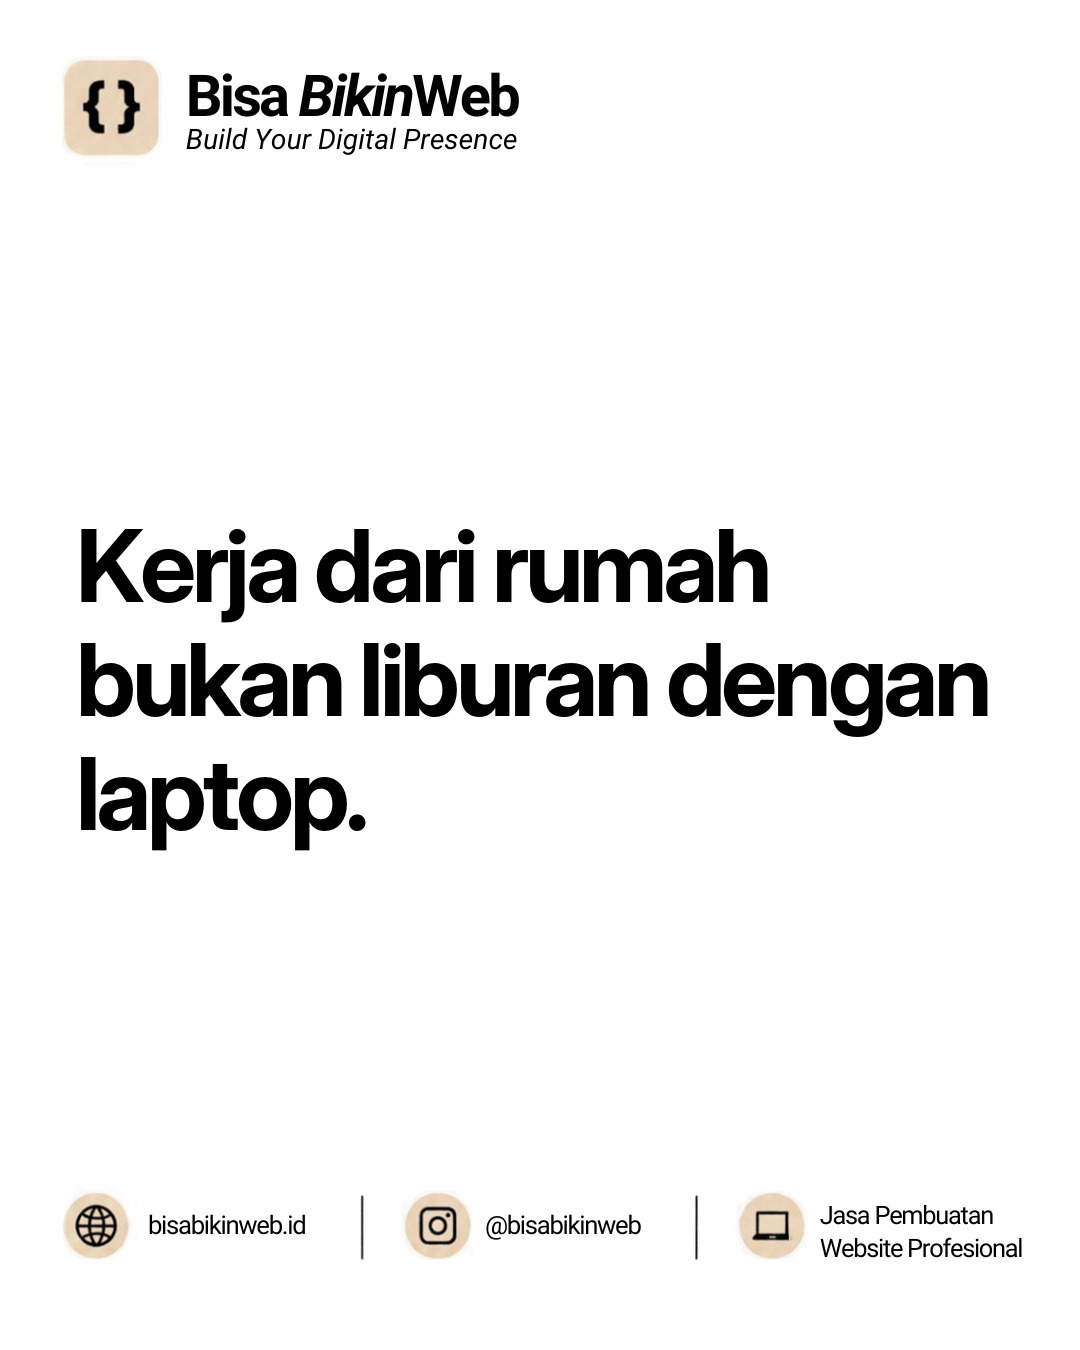 { }
Bisa BikinWeb
Build Your Digital Presence
Kerja dari rumah
bukan liburan dengan
laptop.
bisabikinweb.id
@bisabikinweb
Jasa Pembuatan
Website Profesional